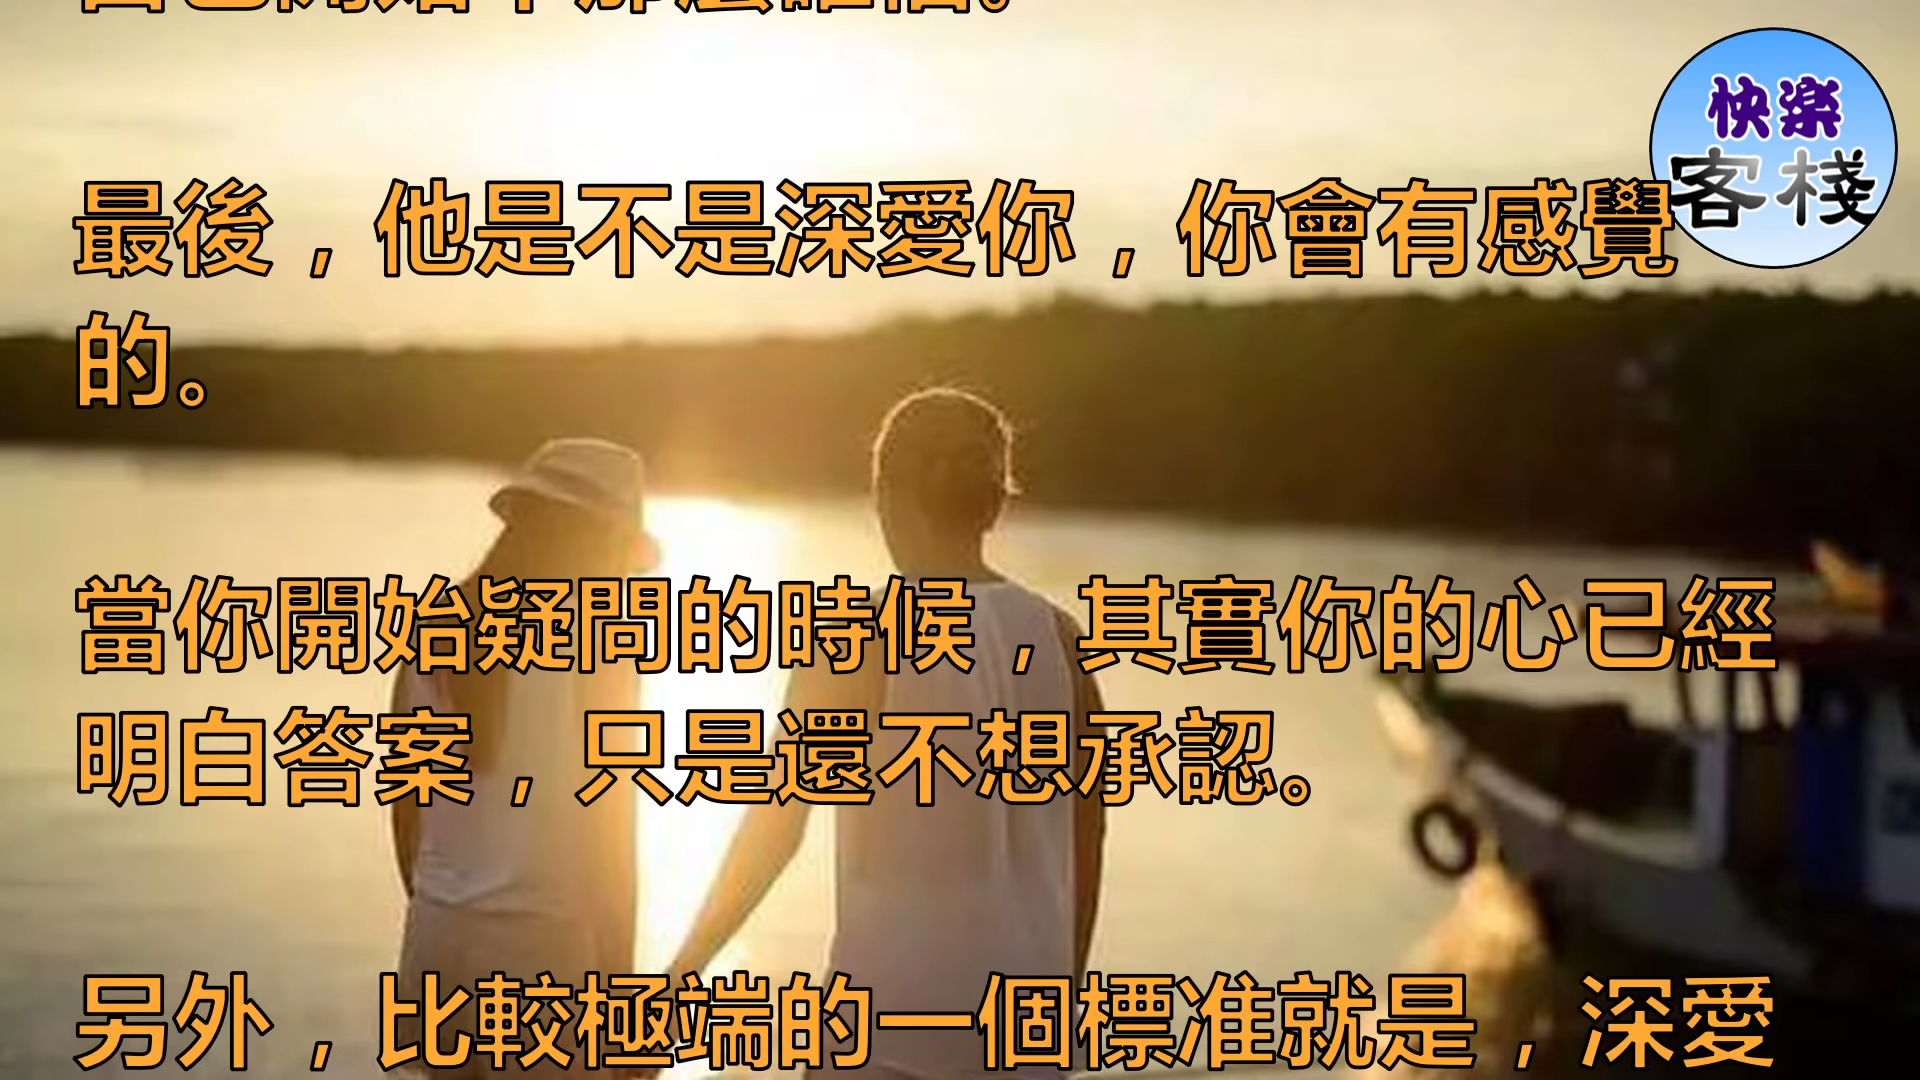 最後，他是不是深愛你，你會有感覺
的。
當你開始疑問的時候，其實你的心已經
明白答案，只是還不想承認。
另外，比較極端的一個標准就是，深愛
快楽
客棧